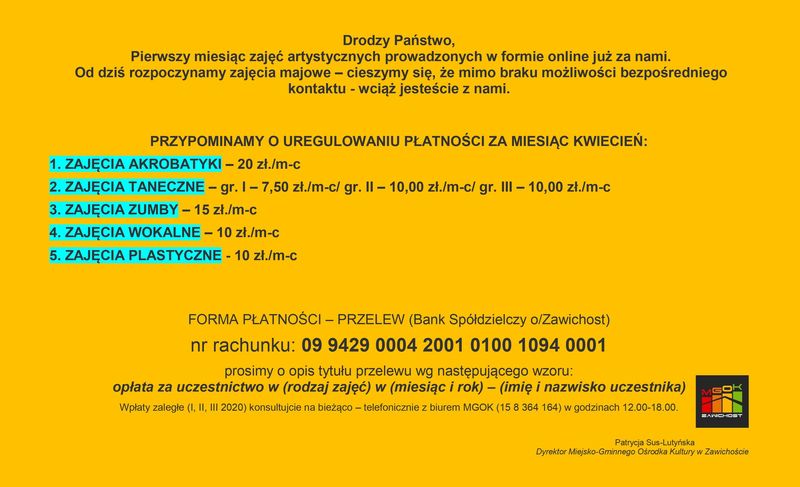 Drodzy Państwo,
Pierwszy miesiąc zajęć artystycznych prowadzonych w formie online już za nami.
Od dziś rozpoczynamy zajęcia majowe – cieszymy się, że mimo braku możliwości bezpośredniego
kontaktu - wciąż jesteście z nami.
PRZYPOMINAMY O UREGULOWANIU PŁATNOŚCI ZA MIESIĄC KWIECIEŃ:
1. ZAJĘCIA AKROBATYKI – 20 zł./m-c
2. ZAJĘCIA TANECZNE – gr. I – 7,50 zł./m-c/ gr. II – 10,00 zł./m-c/ gr. III – 10,00 zł./m-c
3. ZAJĘCIA ZUMBY – 15 zł./m-c
4. ZAJĘCIA WOKALNE – 10 zł./m-c
5. ZAJĘCIA PLASTYCZNE - 10 zł./m-c
FORMA PŁATNOŚCI – PRZELEW (Bank Spółdzielczy o/Zawichost)
nr rachunku: 09 9429 0004 2001 0100 1094 0001
prosimy o opis tytułu przelewu wg następującego wzoru:
opłata za uczestnictwo w (rodzaj zajęć) w (miesiąc i rok) – (imię i nazwisko uczestnika)
Wpłaty zaległe (I, II, III 2020) konsultujcie na bieżąco – telefonicznie z biurem MGOK (15 8 364 164) w godzinach 12.00-18.00.
MGOK
ZAWICHOST
Patrycja Sus-Lutyńska
Dyrektor Miejsko-Gminnego Ośrodka Kultury w Zawichoście